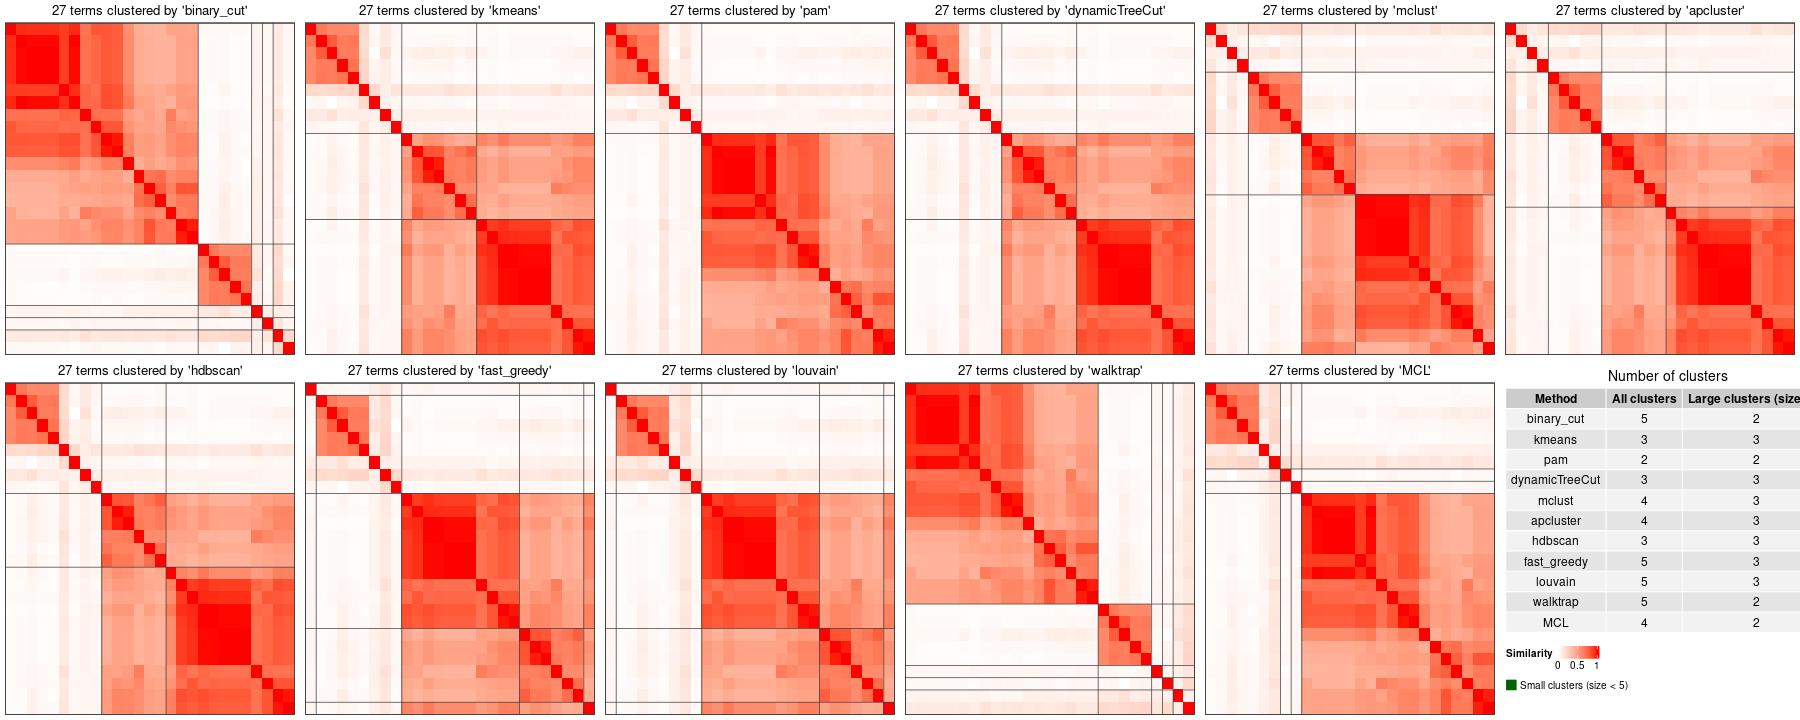 27 terms clustered by 'binary_cut'
27 terms clustered by 'kmeans'
27 terms clustered by 'pam'
27 terms clustered by 'dynamicTreeCut'
27 terms clustered by 'mclust'
27 terms clustered by 'apcluster'
27 terms clustered by 'hdbscan'
27 terms clustered by 'fast_greedy'
27 terms clustered by 'louvain'
27 terms clustered by 'walktrap'
27 terms clustered by 'MCL'
Number of clusters
Method All clusters Large clusters (size
binary_cut 5 2
kmeans 3 3
pam 2 2
dynamicTreeCut 3 3
mclust 4 3
apcluster 4 3
hdbscan 3 3
fast_greedy 5 3
louvain 5 3
walktrap 5 2
MCL 4 2
Similarity
0 0.5 1
Small clusters (size < 5)